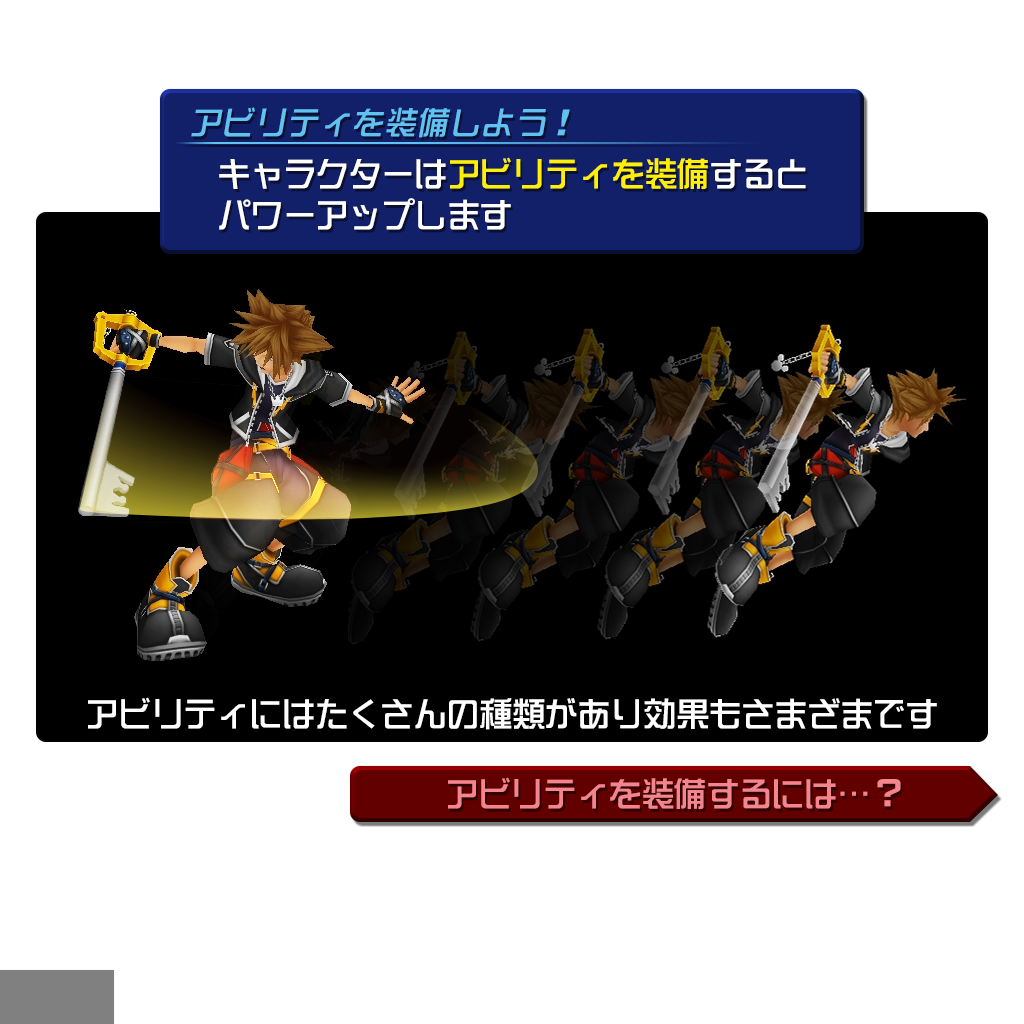 アビリティを装備しよう！
キャラクターはアビリティを装備すると
パワーアップします
アビリティにはたくさんの種類があり効果もさまざまです
アビリティを装備するには…？